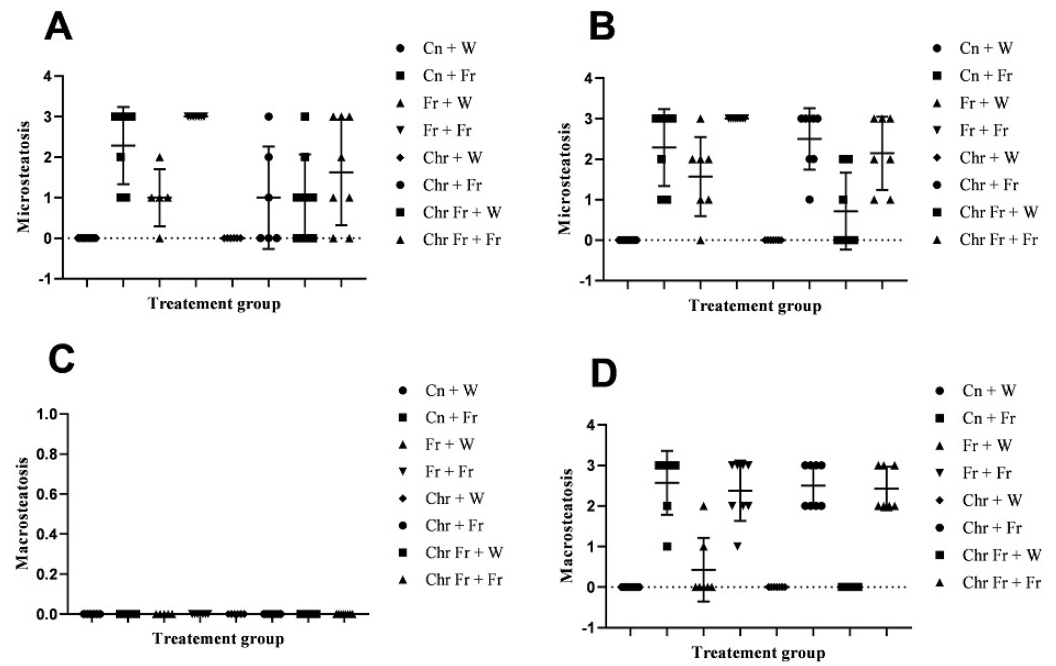 A
Microsteatosis
4
3
2
1
0
-1
Treatement group
Cn + W
Cn + Fr
Fr + W
Fr + Fr
Chr + W
Chr + Fr
Chr Fr + W
Chr Fr + Fr
B
Microsteatosis
4
3
2
1
0
-1
Treatement group
Cn + W
Cn + Fr
Fr + W
Fr + Fr
Chr + W
Chr + Fr
Chr Fr + W
Chr Fr + Fr
C
Macrosteatosis
1.0
0.8
0.6
0.4
0.2
0.0
Treatement group
Cn + W
Cn + Fr
Fr + W
Fr + Fr
Chr + W
Chr + Fr
Chr Fr + W
Chr Fr + Fr
D
Macrosteatosis
4
3
2
1
0
-1
Treatement group
Cn + W
Cn + Fr
Fr + W
Fr + Fr
Chr + W
Chr + Fr
Chr Fr + W
Chr Fr + Fr